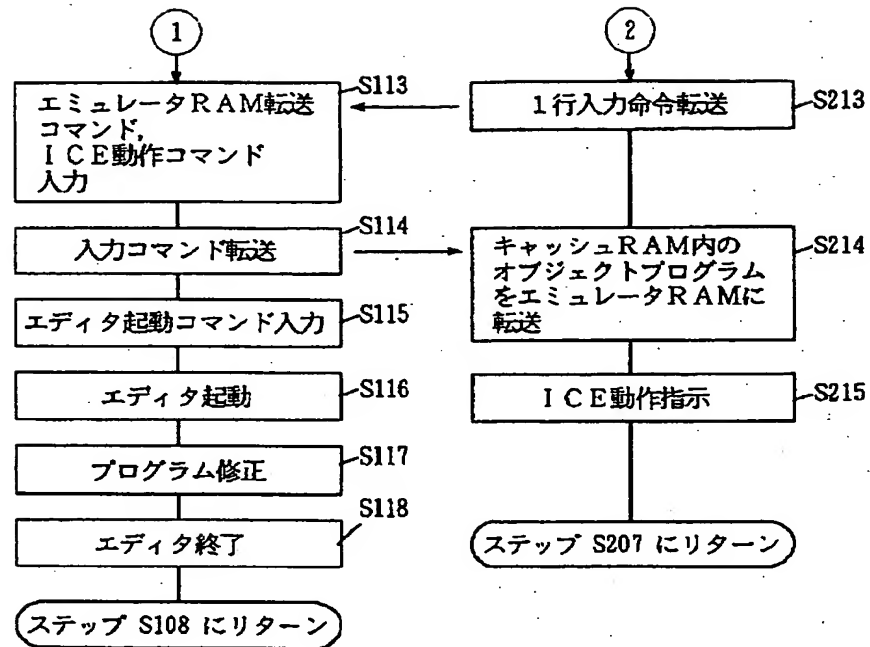 1
S113
エミュレータRAM転送
コマンド,
ICE動作コマンド
入力
S114
入力コマンド転送
S115
エディタ起動コマンド入力
S116
エディタ起動
S117
プログラム修正
S118
エディタ終了
ステップ S108 にリターン
2
1行入力命令転送
S213
キャッシュRAM内の
オブジェクトプログラム
をエミュレータRAMに
転送
S214
ICE動作指示
S215
ステップ S207 にリターン